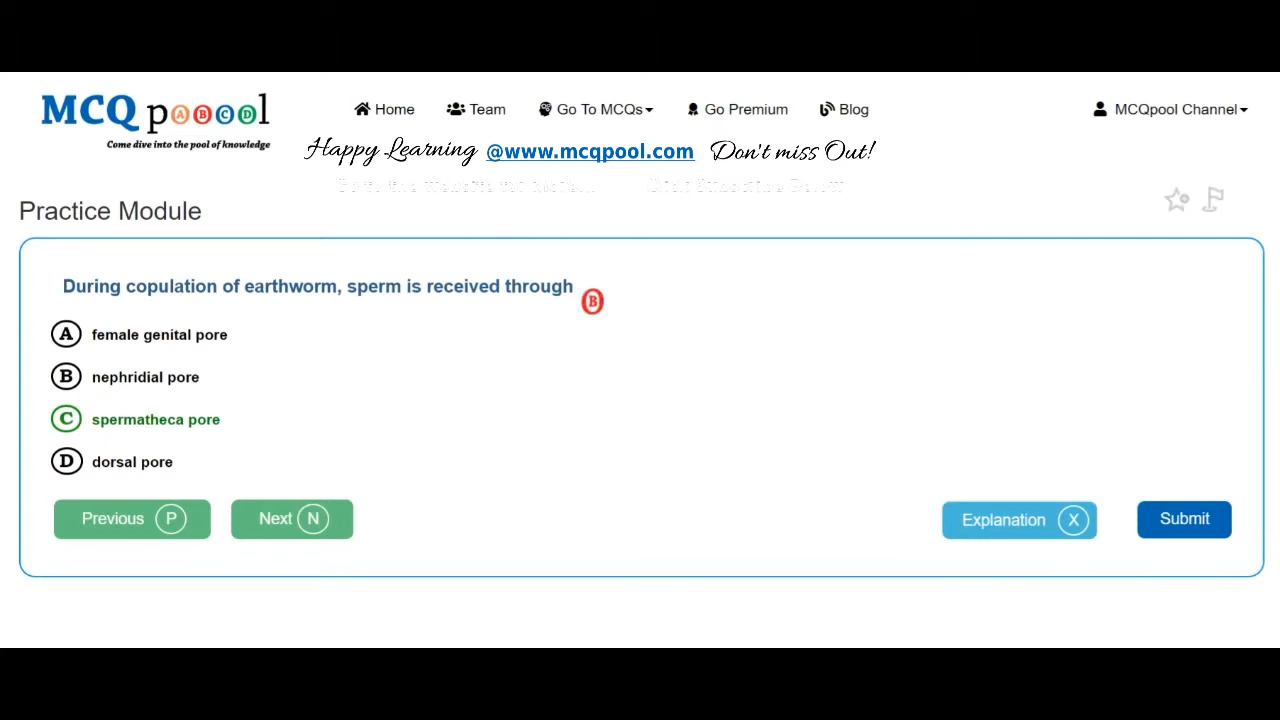 MCQ pooool
Come dive into the pool of knowledge
Home Team Go To MCQs Go Premium Blog MCQpool Channel
Happy Learning @www.mcqpool.com Don't miss Out!
Practice Module
During copulation of earthworm, sperm is received through B
A female genital pore
B nephridial pore
C spermatheca pore
D dorsal pore
Previous P Next N Explanation X Submit